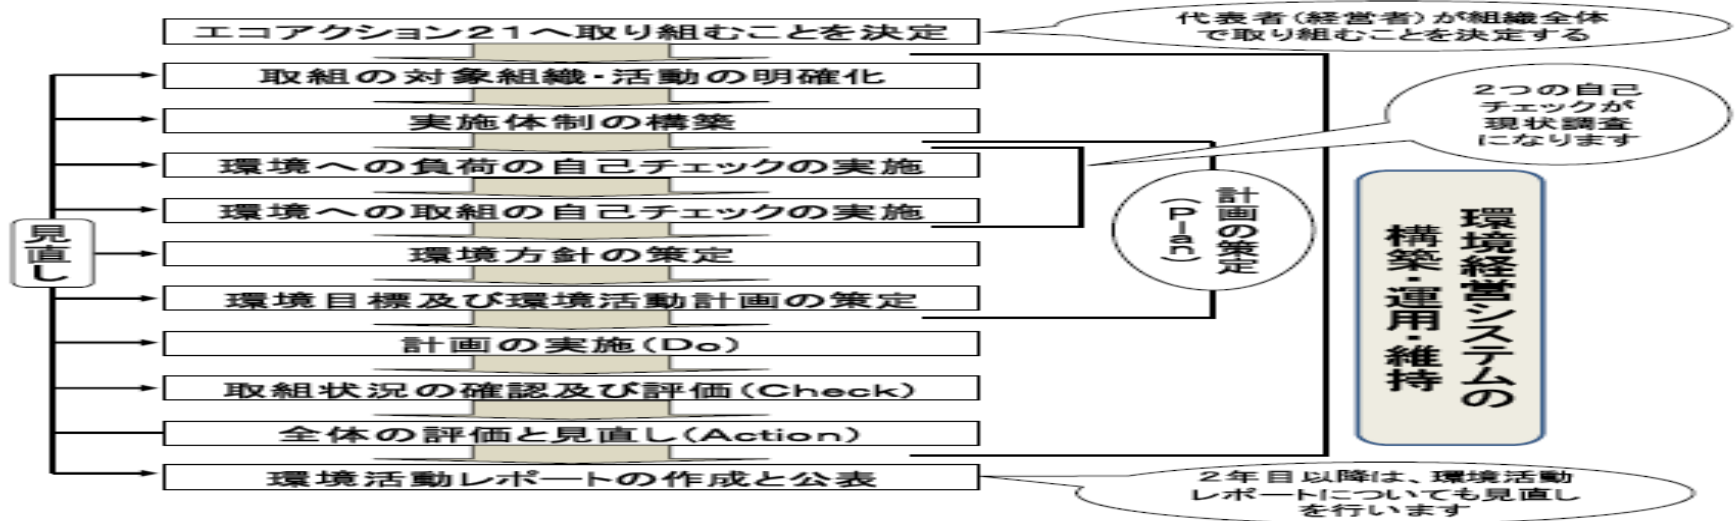 エコアクション21へ取り組むことを決定
代表者(経営者)が組織全体
で取り組むことを決定する
取組の対象組織・活動の明確化
実施体制の構築
2つの自己
チェックが
現状調査
になります
環境への負荷の自己チェックの実施
環境への取組の自己チェックの実施
計画の策定
(Plan)
環境経営システムの
構築・運用・維持
見直し
環境方針の策定
環境目標及び環境活動計画の策定
計画の実施(Do)
取組状況の確認及び評価(Check)
全体の評価と見直し(Action)
環境活動レポートの作成と公表
2年目以降は、環境活動
レポートについても見直し
を行います